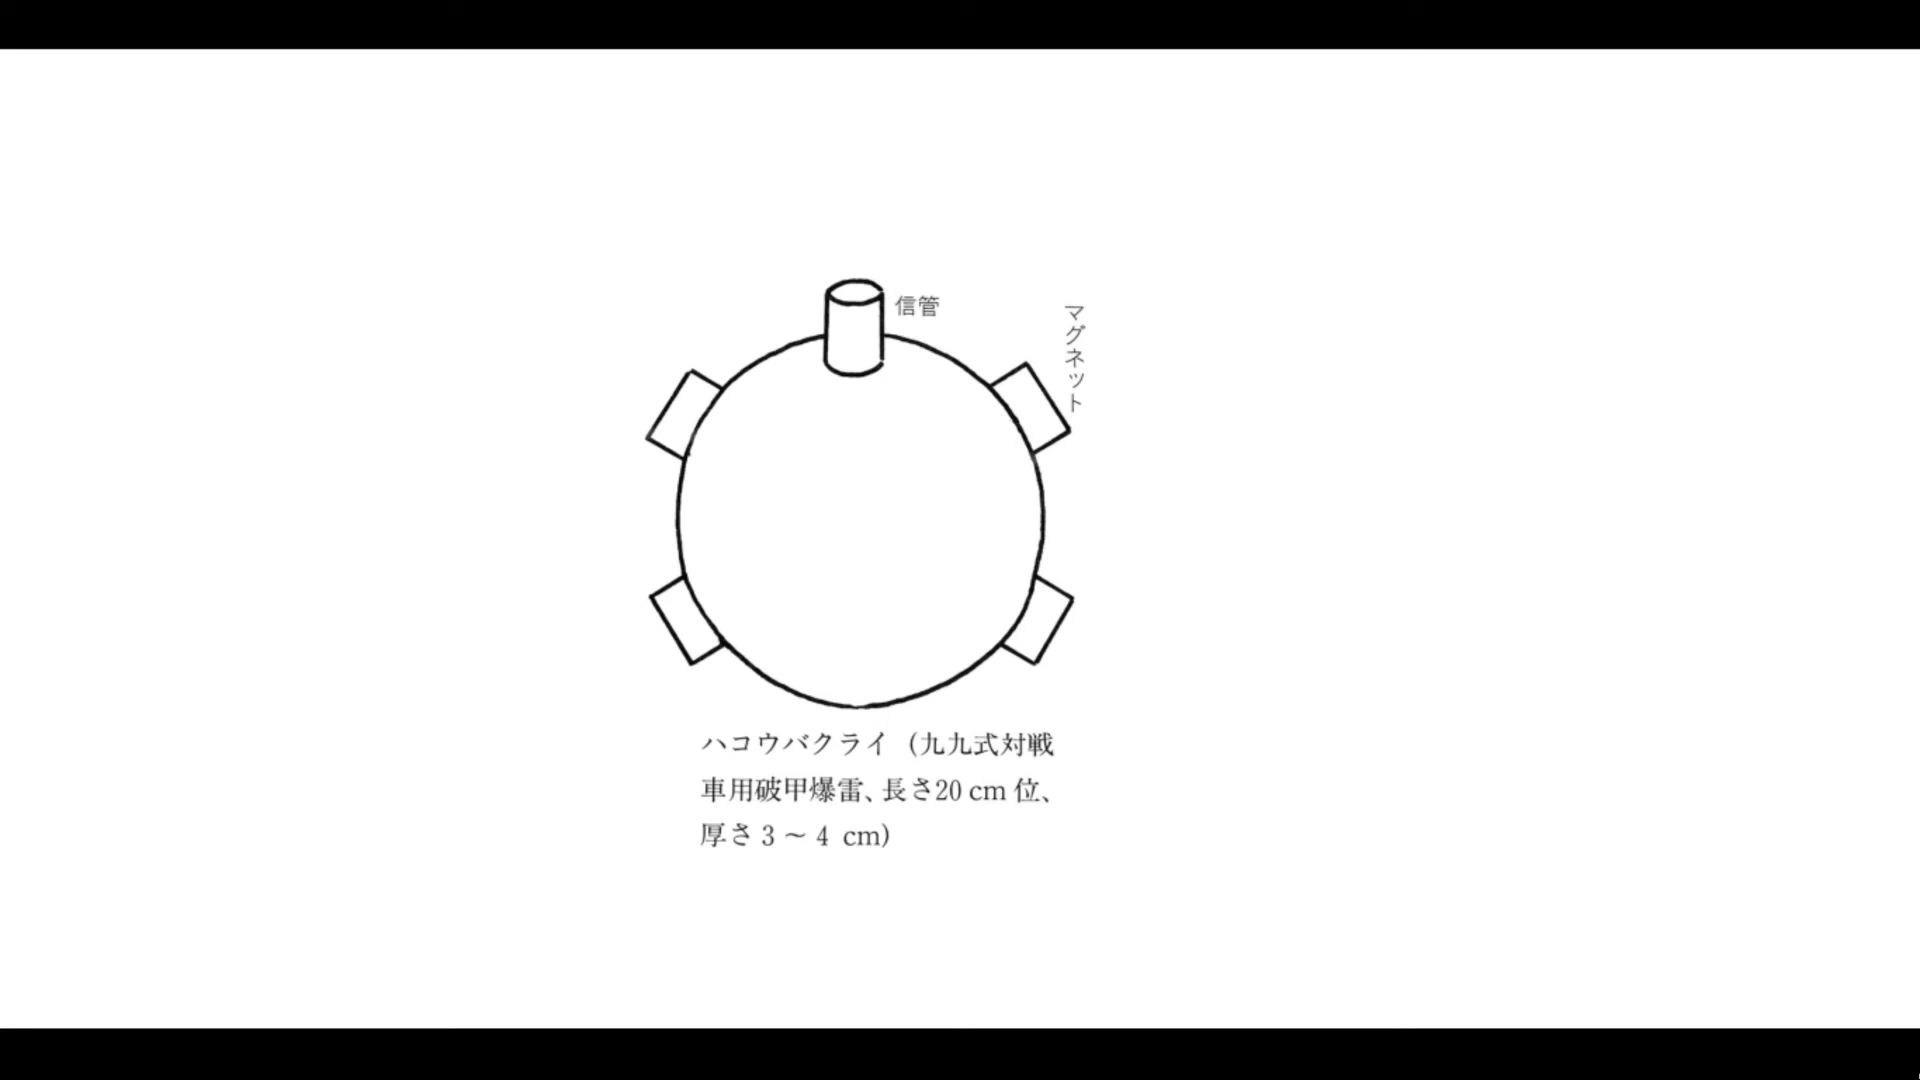 信管
マグネット
ハコウバクライ（九九式対戦
車用破甲爆雷、長さ20 cm 位、
厚さ 3 ～ 4 cm)